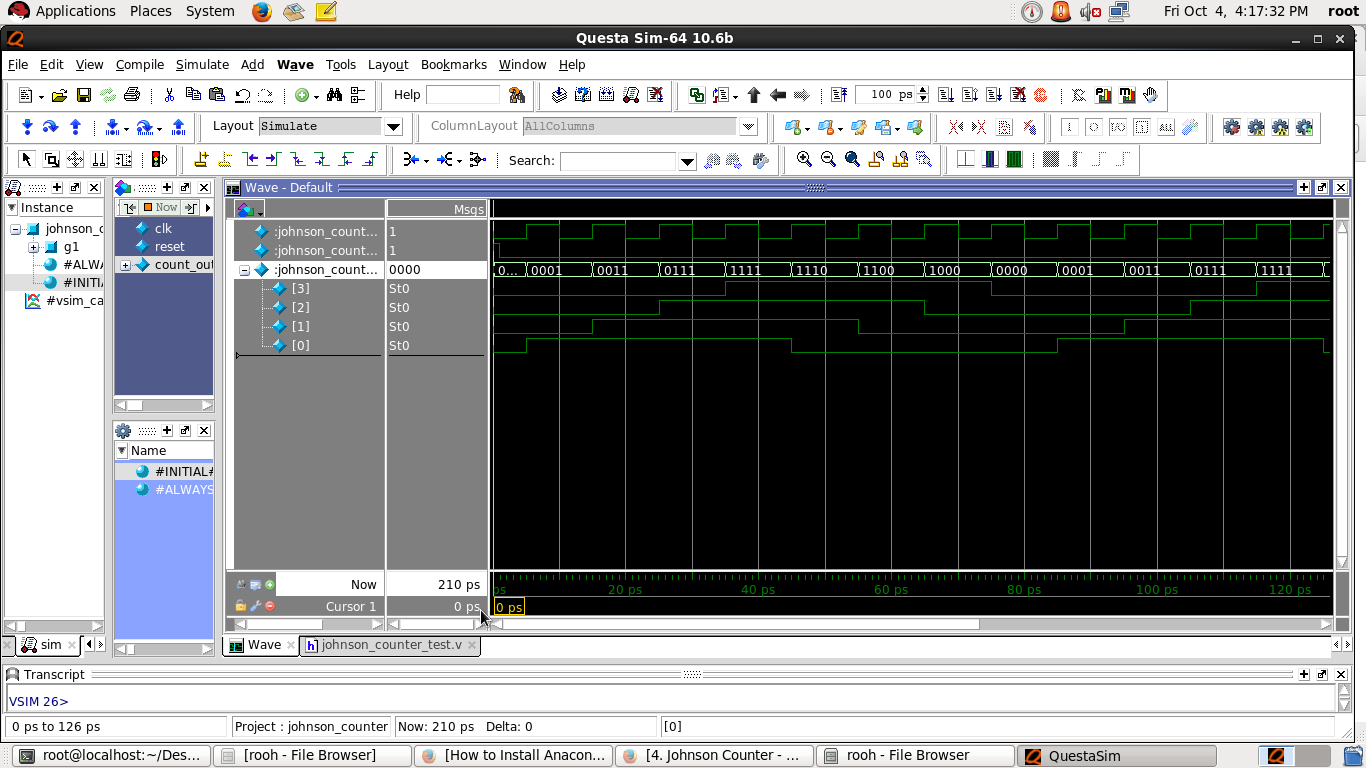 Applications Places System Fri Oct 4, 4:17:32 PM root
Questa Sim-64 10.6b
File Edit View Compile Simulate Add Wave Tools Layout Bookmarks Window Help
Help 100 ps
Layout Simulate ColumnLayout AllColumns
Search:
Wave - Default
Instance
johnson_c
g1
#ALWA
#INITIA
#vsim_ca
Now
clk
reset
count_out
Name
#INITIAL#
#ALWAYS
Msgs
:johnson_count... 1
:johnson_count... 1
:johnson_count... 0000 0... 0001 0011 0111 1111 1110 1100 1000 0000 0001 0011 0111 1111
[3] St0
[2] St0
[1] St0
[0] St0
Now 210 ps ps 20 ps 40 ps 60 ps 80 ps 100 ps 120 ps
Cursor 1 0 ps 0 ps
sim Wave johnson_counter_test.v
Transcript
VSIM 26>
0 ps to 126 ps Project : johnson_counter Now: 210 ps Delta: 0 [0]
root@localhost:~/Des... [rooh - File Browser] [How to Install Anacon... [4. Johnson Counter - ... rooh - File Browser QuestaSim